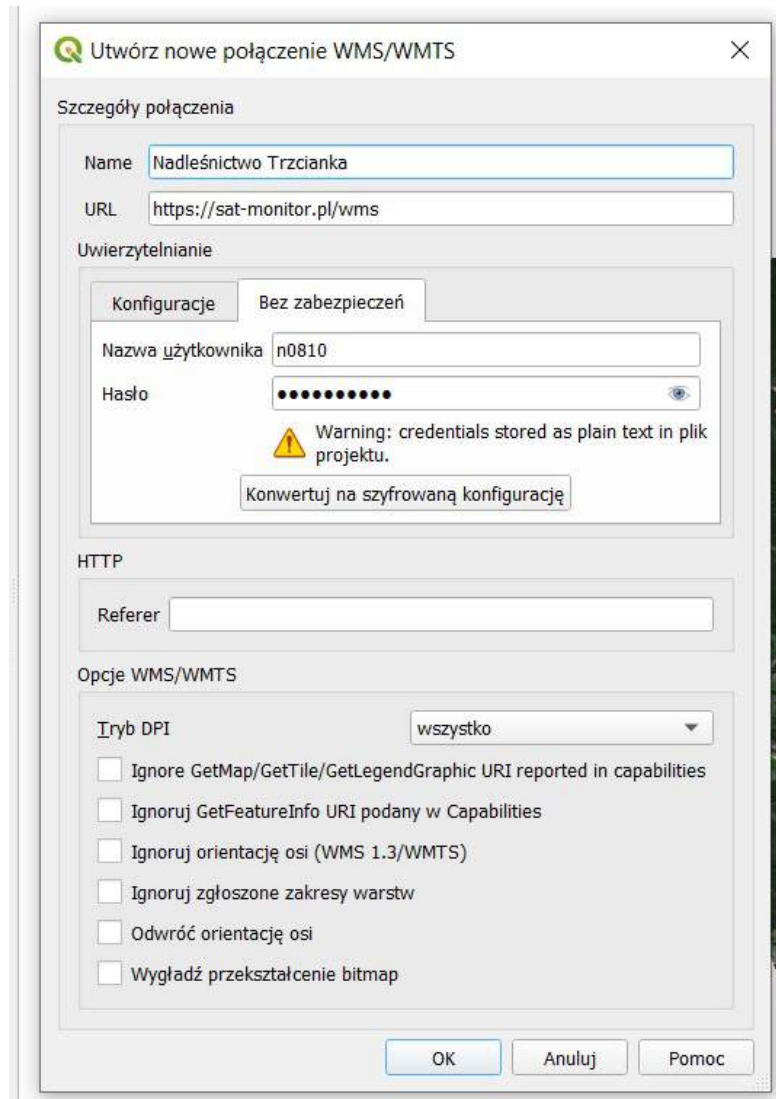 Utwórz nowe połączenie WMS/WMTS
Szczegóły połączenia
Name Nadleśnictwo Trzcianka
URL https://sat-monitor.pl/wms
Uwierzytelnianie
Konfiguracje Bez zabezpieczeń
Nazwa użytkownika n0810
Hasło ●●●●●●●●●●
Warning: credentials stored as plain text in plik
projektu.
Konwertuj na szyfrowaną konfigurację
HTTP
Referer
Opcje WMS/WMTS
Tryb DPI wszystko
Ignore GetMap/GetTile/GetLegendGraphic URI reported in capabilities
Ignoruj GetFeatureInfo URI podany w Capabilities
Ignoruj orientację osi (WMS 1.3/WMTS)
Ignoruj zgłoszone zakresy warstw
Odwróć orientację osi
Wygładź przekształcenie bitmap
OK Anuluj Pomoc